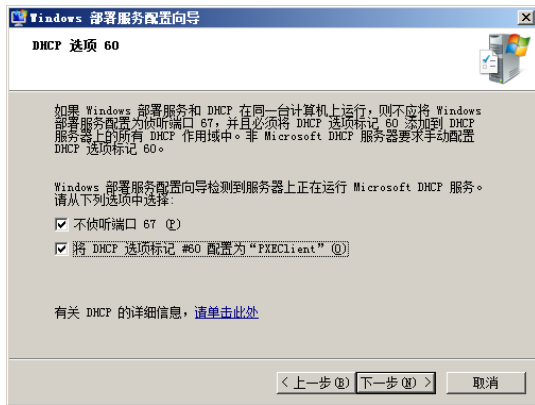 Windows 部署服务配置向导
DHCP 选项 60
如果 Windows 部署服务和 DHCP 在同一台计算机上运行，则不应将 Windows
部署服务配置为侦听端口 67，并且必须将 DHCP 选项标记 60 添加到 DHCP
服务器上的所有 DHCP 作用域中。非 Microsoft DHCP 服务器要求手动配置
DHCP 选项标记 60。
Windows 部署服务配置向导检测到服务器上正在运行 Microsoft DHCP 服务。
请从下列选项中选择:
不侦听端口 67 (P)
将 DHCP 选项标记 #60 配置为“PXEClient”(O)
有关 DHCP 的详细信息，请单击此处
< 上一步(B) 下一步(N) > 取消